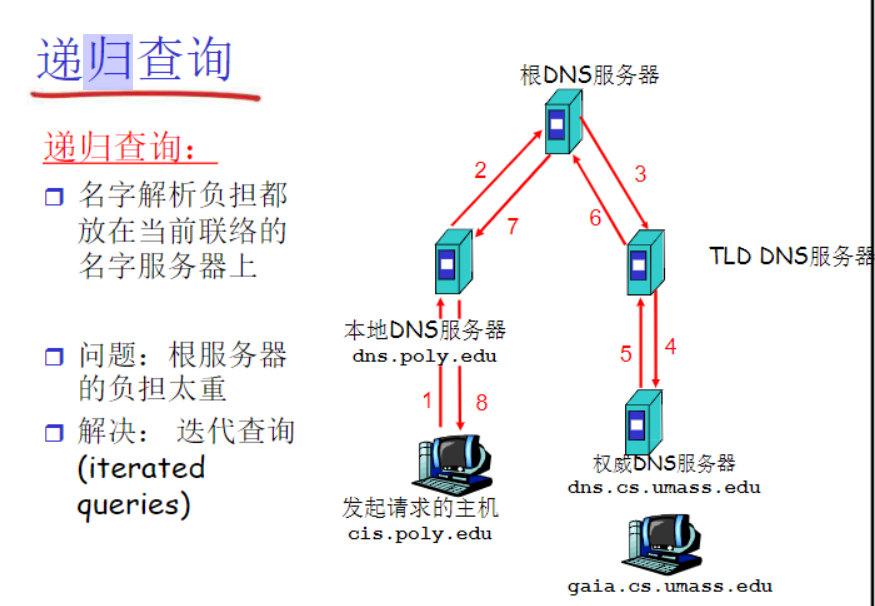 递归查询
递归查询：
名字解析负担都
放在当前联络的
名字服务器上
问题：根服务器
的负担太重
解决： 迭代查询
(iterated
queries)
根DNS服务器
2
3
7
6
TLD DNS服务器
本地DNS服务器
dns.poly.edu
5
4
1
8
权威DNS服务器
dns.cs.umass.edu
发起请求的主机
cis.poly.edu
gaia.cs.umass.edu